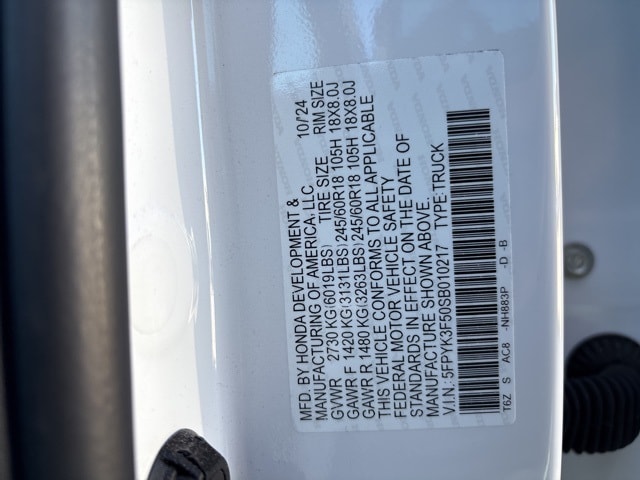 MFD. BY HONDA DEVELOPMENT & 10/'24
MANUFACTURING OF AMERICA, LLC.
TIRE SIZE RIM SIZE
GVWR 2730 KG(6019LBS)
GAWR F 1420 KG(3131LBS) 245/60R18 105H 18X8.0J
GAWR R 1480 KG(3263LBS) 245/60R18 105H 18X8.0J
THIS VEHICLE CONFORMS TO ALL APPLICABLE
FEDERAL MOTOR VEHICLE SAFETY
STANDARDS IN EFFECT ON THE DATE OF
MANUFACTURE SHOWN ABOVE.
V.I.N.: 5FPYK3F50SB010217 TYPE TRUCK
T6Z S AC8 -NH883P -D -B